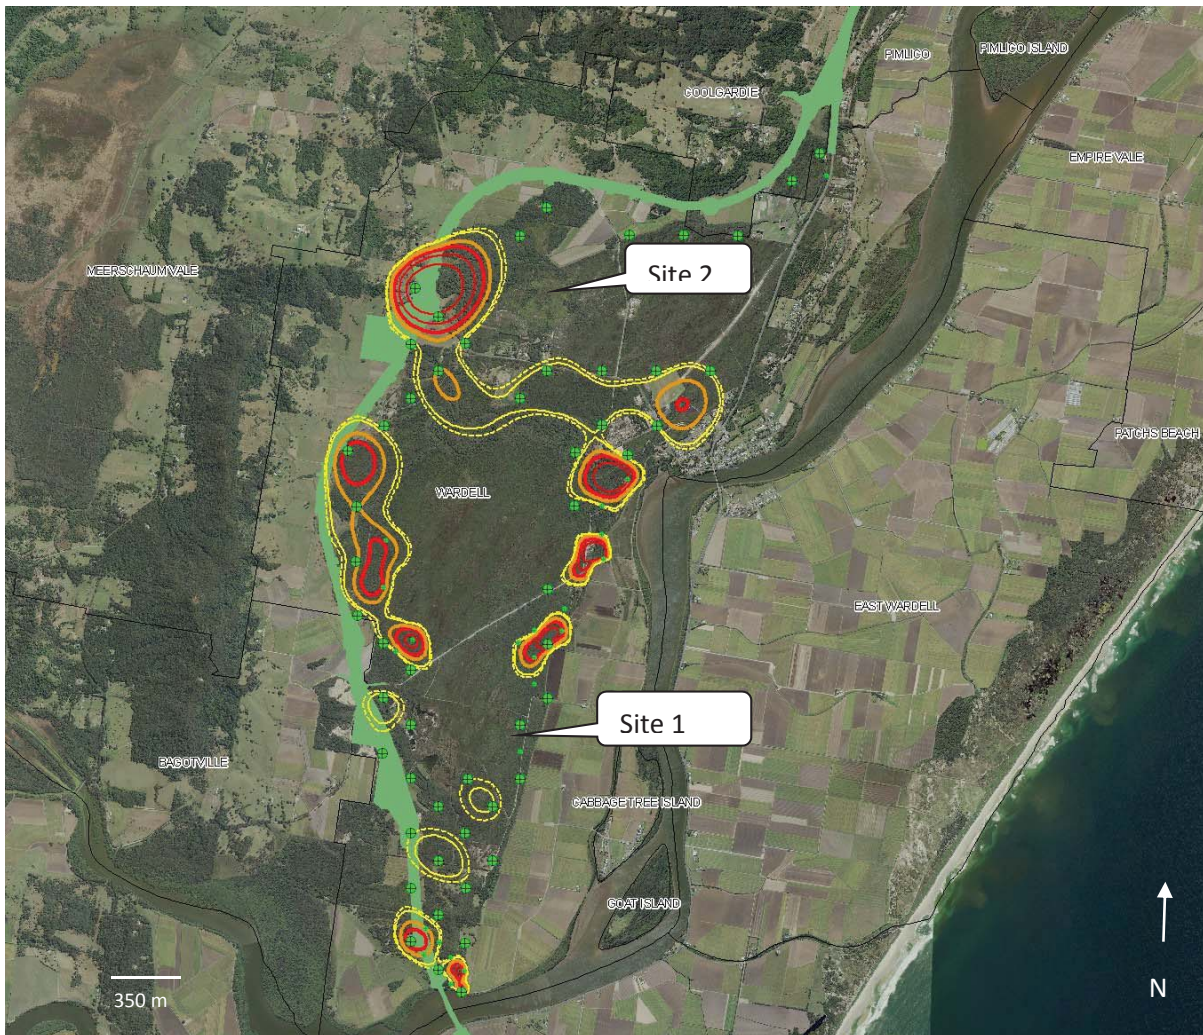 PIMLICO ISLAND
PIMLICO
COOLGARDIE
EMPIRE VALE
Site 2
MEERSCHAUM VALE
PATCHS BEACH
WARDELL
EAST WARDELL
Site 1
BAGOTVILLE
CABBAGE TREE ISLAND
GOAT ISLAND
350 m
N